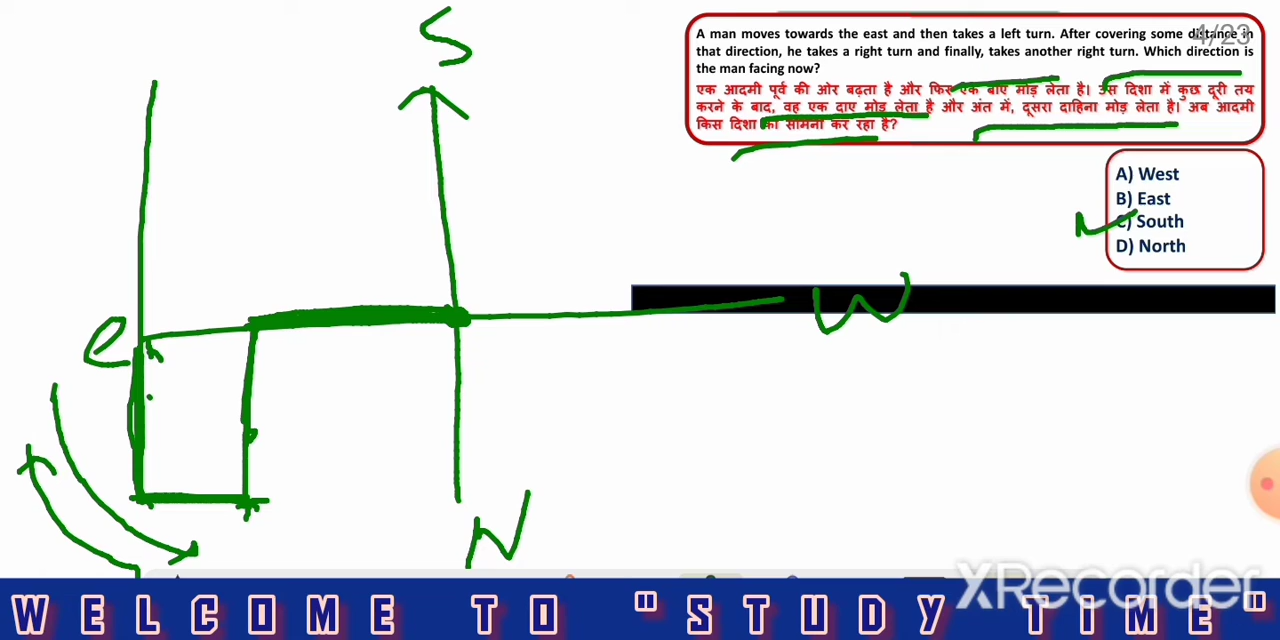 S
A man moves towards the east and then takes a left turn. After covering some distance in
4/23
that direction, he takes a right turn and finally, takes another right turn. Which direction is
the man facing now?
एक आदमी पूर्व की ओर बढ़ता है और फिर एक बाएं मोड़ लेता है। उस दिशा में कुछ दूरी तय
करने के बाद, वह एक दाए मोड़ लेता है और अंत में, दूसरा दाहिना मोड़ लेता है। अब आदमी
किस दिशा का सामना कर रहा है?
A) West
B) East
C) South
D) North
e
W
N
XRecorder
WELCOME TO "STUDY TIME"